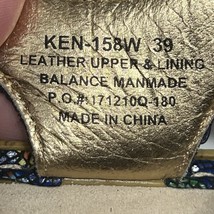 KEN-158W 39
LEATHER UPPER & LINING
BALANCE MANMADE
P.O.#:171210Q-180
MADE IN CHINA